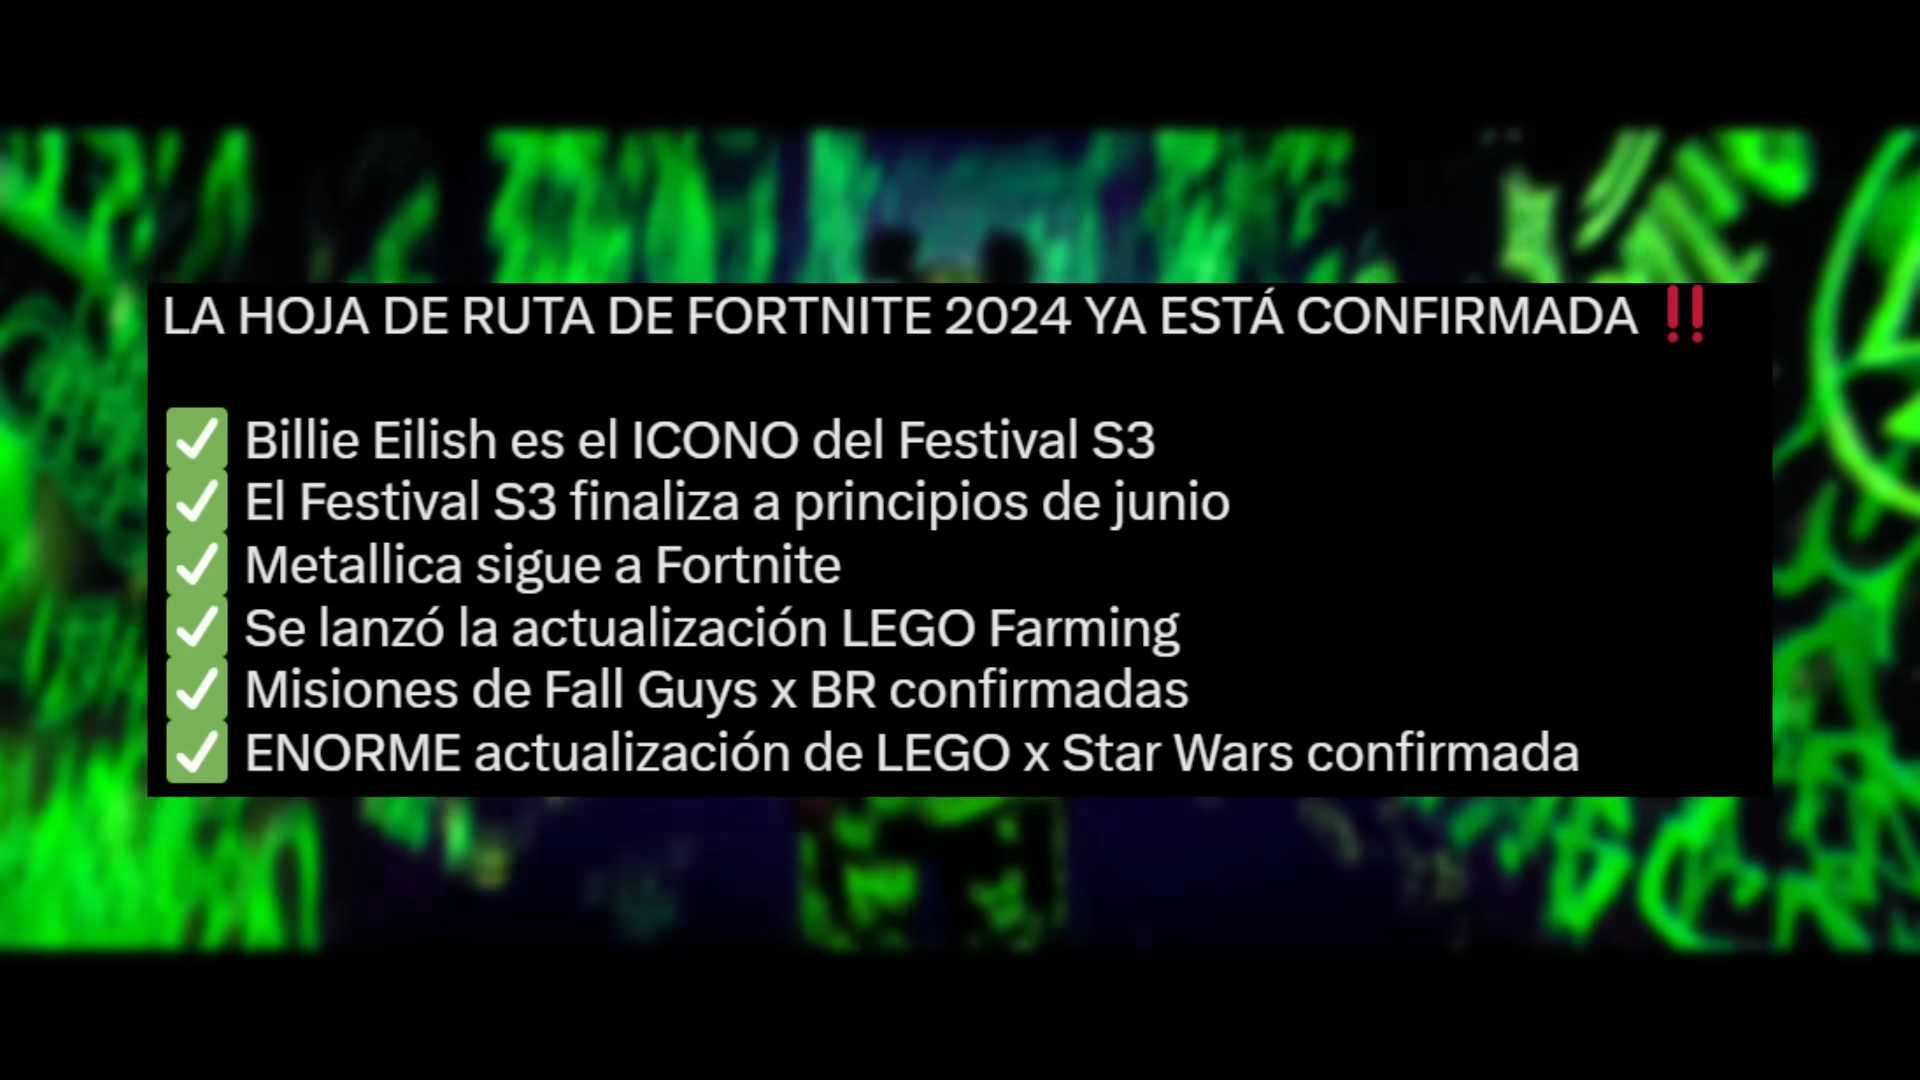 LA HOJA DE RUTA DE FORTNITE 2024 YA ESTÁ CONFIRMADA ‼️
✅ Billie Eilish es el ICONO del Festival S3
✅ El Festival S3 finaliza a principios de junio
✅ Metallica sigue a Fortnite
✅ Se lanzó la actualización LEGO Farming
✅ Misiones de Fall Guys x BR confirmadas
✅ ENORME actualización de LEGO x Star Wars confirmada